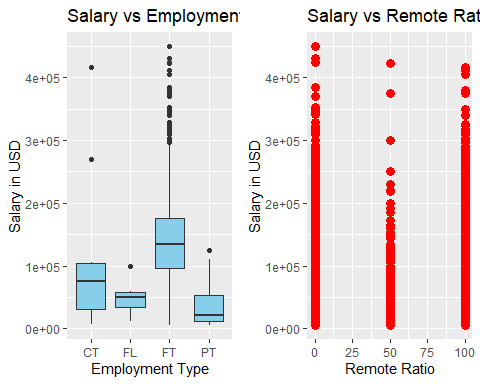 Salary vs Employment
Salary in USD
4e+05
3e+05
2e+05
1e+05
0e+00
CT FL FT PT
Employment Type
Salary vs Remote Rat
Salary in USD
4e+05
3e+05
2e+05
1e+05
0e+00
0 25 50 75 100
Remote Ratio